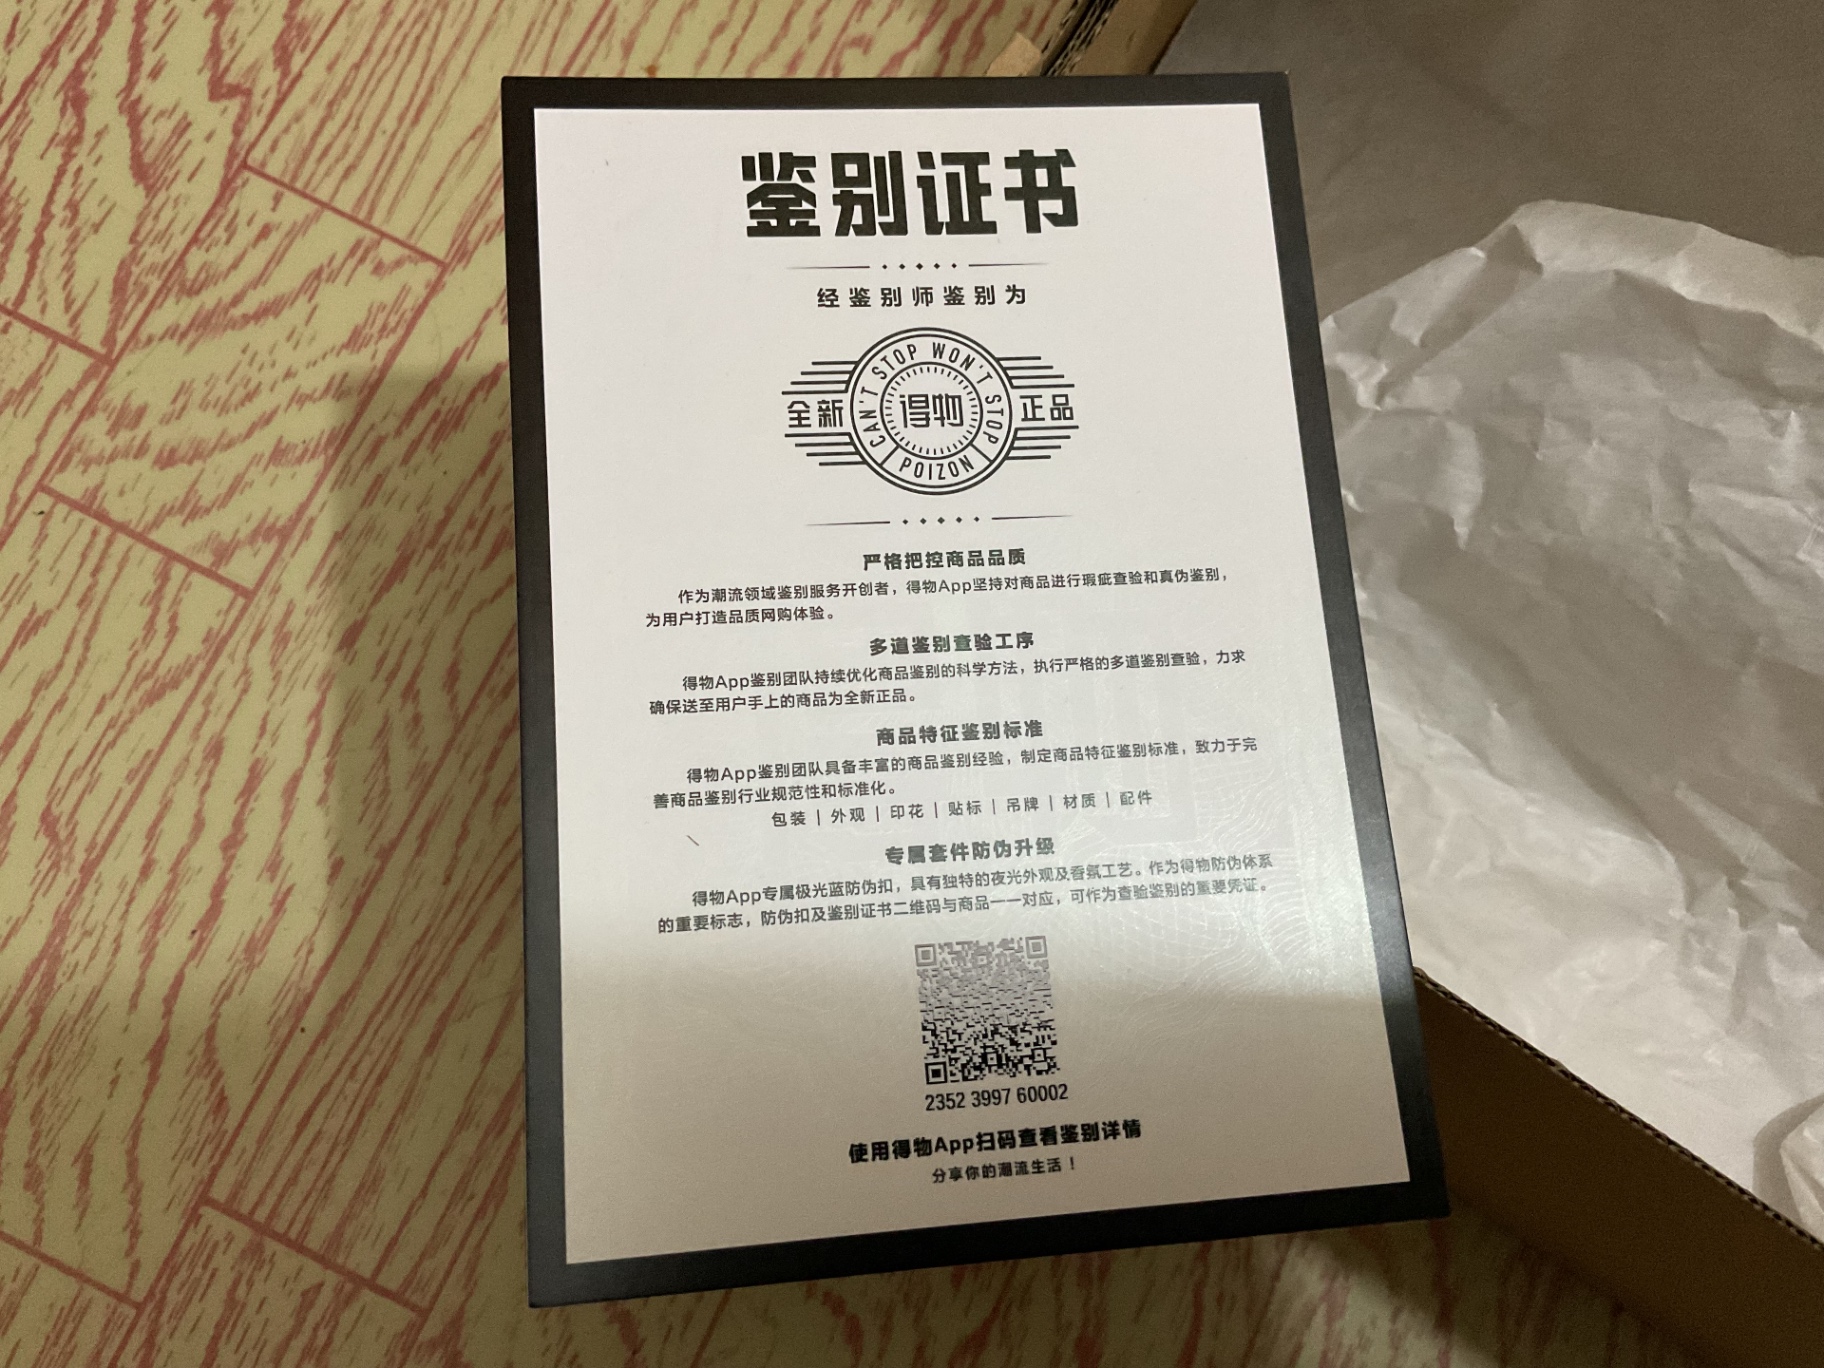 鉴别证书
经鉴别师鉴别为
全新 得物 正品
CAN'T STOP WON'T STOP
POIZON
严格把控商品品质
作为潮流领域鉴别服务开创者，得物App坚持对商品进行瑕疵查验和真伪鉴别，
为用户打造品质网购体验。
多道鉴别查验工序
得物App鉴别团队持续优化商品鉴别的科学方法，执行严格的多道鉴别查验，力求
确保送至用户手上的商品为全新正品。
商品特征鉴别标准
得物App鉴别团队具备丰富的商品鉴别经验，制定商品特征鉴别标准，致力于完
善商品鉴别行业规范性和标准化。
包装 | 外观 | 印花 | 贴标 | 吊牌 | 材质 | 配件
专属套件防伪升级
得物App专属极光蓝防伪扣，具有独特的夜光外观及香氛工艺。作为得物防伪体系
的重要标志，防伪扣及鉴别证书二维码与商品一一对应，可作为查验鉴别的重要凭证。
2352 3997 60002
使用得物App扫码查看鉴别详情
分享你的潮流生活！